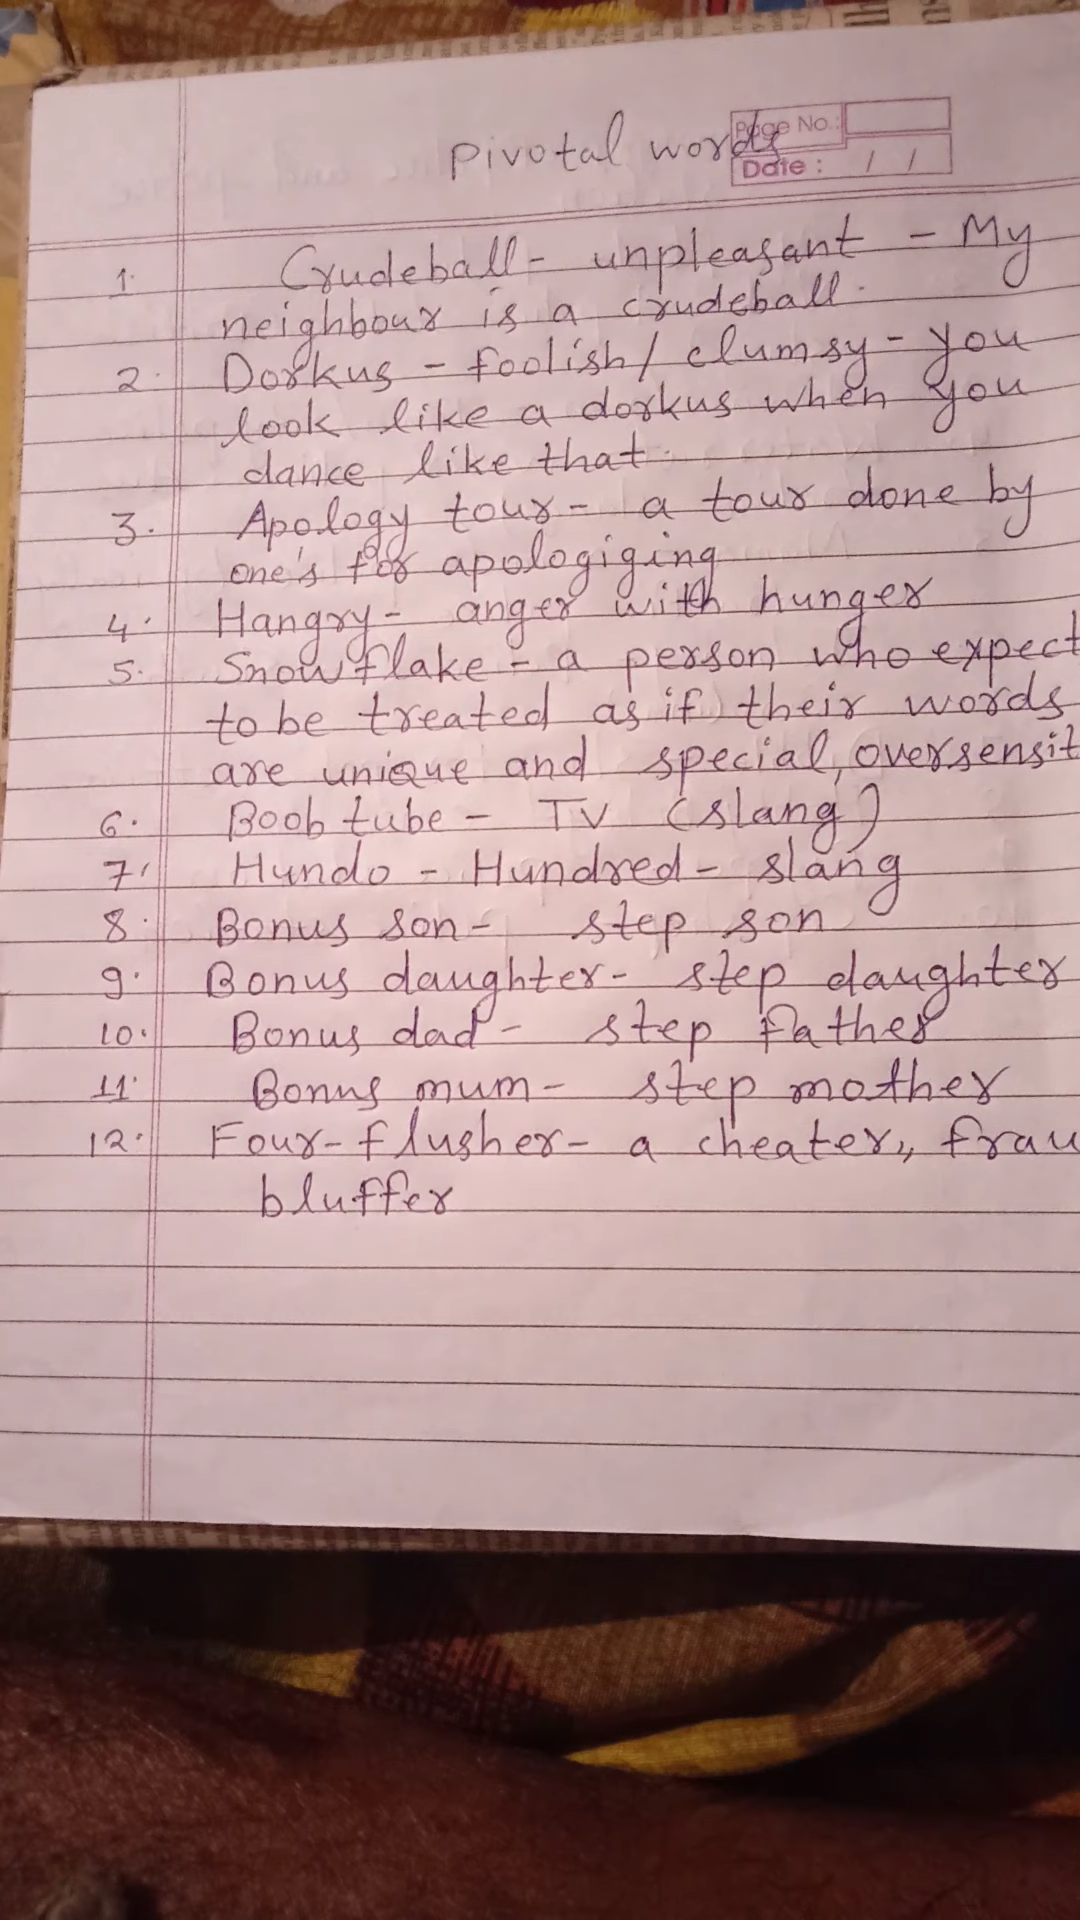 Pivotal words
Page No.:
Date : / /
1. Crudeball - unpleasant - My
neighbour is a crudeball.
2. Dorkus - foolish/ clumsy - you
look like a dorkus when you
dance like that.
3. Apology tour - a tour done by
one's for apologiging
4. Hangry - anger with hunger
5. Snowflake - a person who expect
to be treated as if their words
are unique and special, oversensit
6. Boob tube - TV (slang)
7. Hundo - Hundred - slang
8. Bonus son - step son
9. Bonus daughter - step daughter
10. Bonus dad - step father
11. Bonus mum - step mother
12. Four-flusher - a cheater,, frau
bluffer